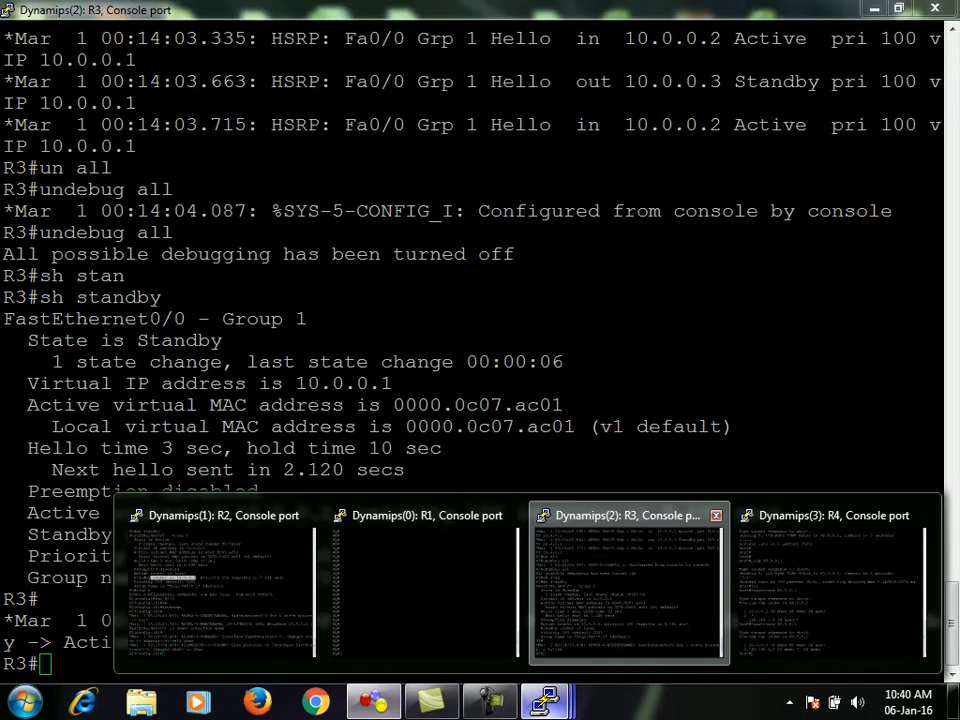 Dynamips(2): R3, Console port
*Mar  1 00:14:03.335: HSRP: Fa0/0 Grp 1 Hello  in  10.0.0.2 Active  pri 100 v
IP 10.0.0.1
*Mar  1 00:14:03.663: HSRP: Fa0/0 Grp 1 Hello  out 10.0.0.3 Standby pri 100 v
IP 10.0.0.1
*Mar  1 00:14:03.715: HSRP: Fa0/0 Grp 1 Hello  in  10.0.0.2 Active  pri 100 v
IP 10.0.0.1
R3#un all
R3#undebug all
*Mar  1 00:14:04.087: %SYS-5-CONFIG_I: Configured from console by console
R3#undebug all
All possible debugging has been turned off
R3#sh stan
R3#sh standby
FastEthernet0/0 - Group 1
State is Standby
1 state change, last state change 00:00:06
Virtual IP address is 10.0.0.1
Active virtual MAC address is 0000.0c07.ac01
Local virtual MAC address is 0000.0c07.ac01 (v1 default)
Hello time 3 sec, hold time 10 sec
Next hello sent in 2.120 secs
Preemption disabled
Active
Standby
Priorit
Group n
R3#
*Mar  1 0
y -> Acti
R3#
Dynamips(1): R2, Console port
Dynamips(0): R1, Console port
Dynamips(2): R3, Console p...
Dynamips(3): R4, Console port
10:40 AM
06-Jan-16